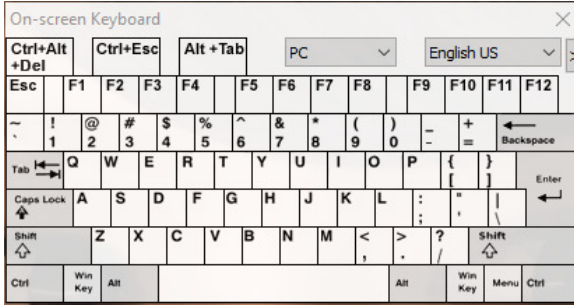 On-screen Keyboard
Ctrl+Alt +Del Ctrl+Esc Alt +Tab PC English US >
Esc F1 F2 F3 F4 F5 F6 F7 F8 F9 F10 F11 F12
~ ` ! 1 @ 2 # 3 $ 4 % 5 ^ 6 & 7 * 8 ( 9 ) 0 _ - + = Backspace
Tab Q W E R T Y U I O P { [ } ] Enter
Caps Lock A S D F G H J K L : ; " ' | \
Shift Z X C V B N M < , > . ? / Shift
Ctrl Win Key Alt Alt Win Key Menu Ctrl